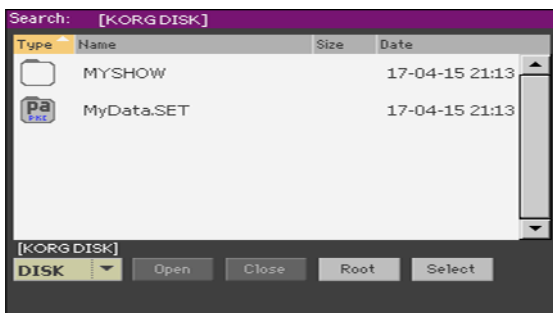 Search: [KORG DISK]
Type Name Size Date
MYSHOW 17-04-15 21:13
Pa PKG MyData.SET 17-04-15 21:13
[KORG DISK]
DISK Open Close Root Select